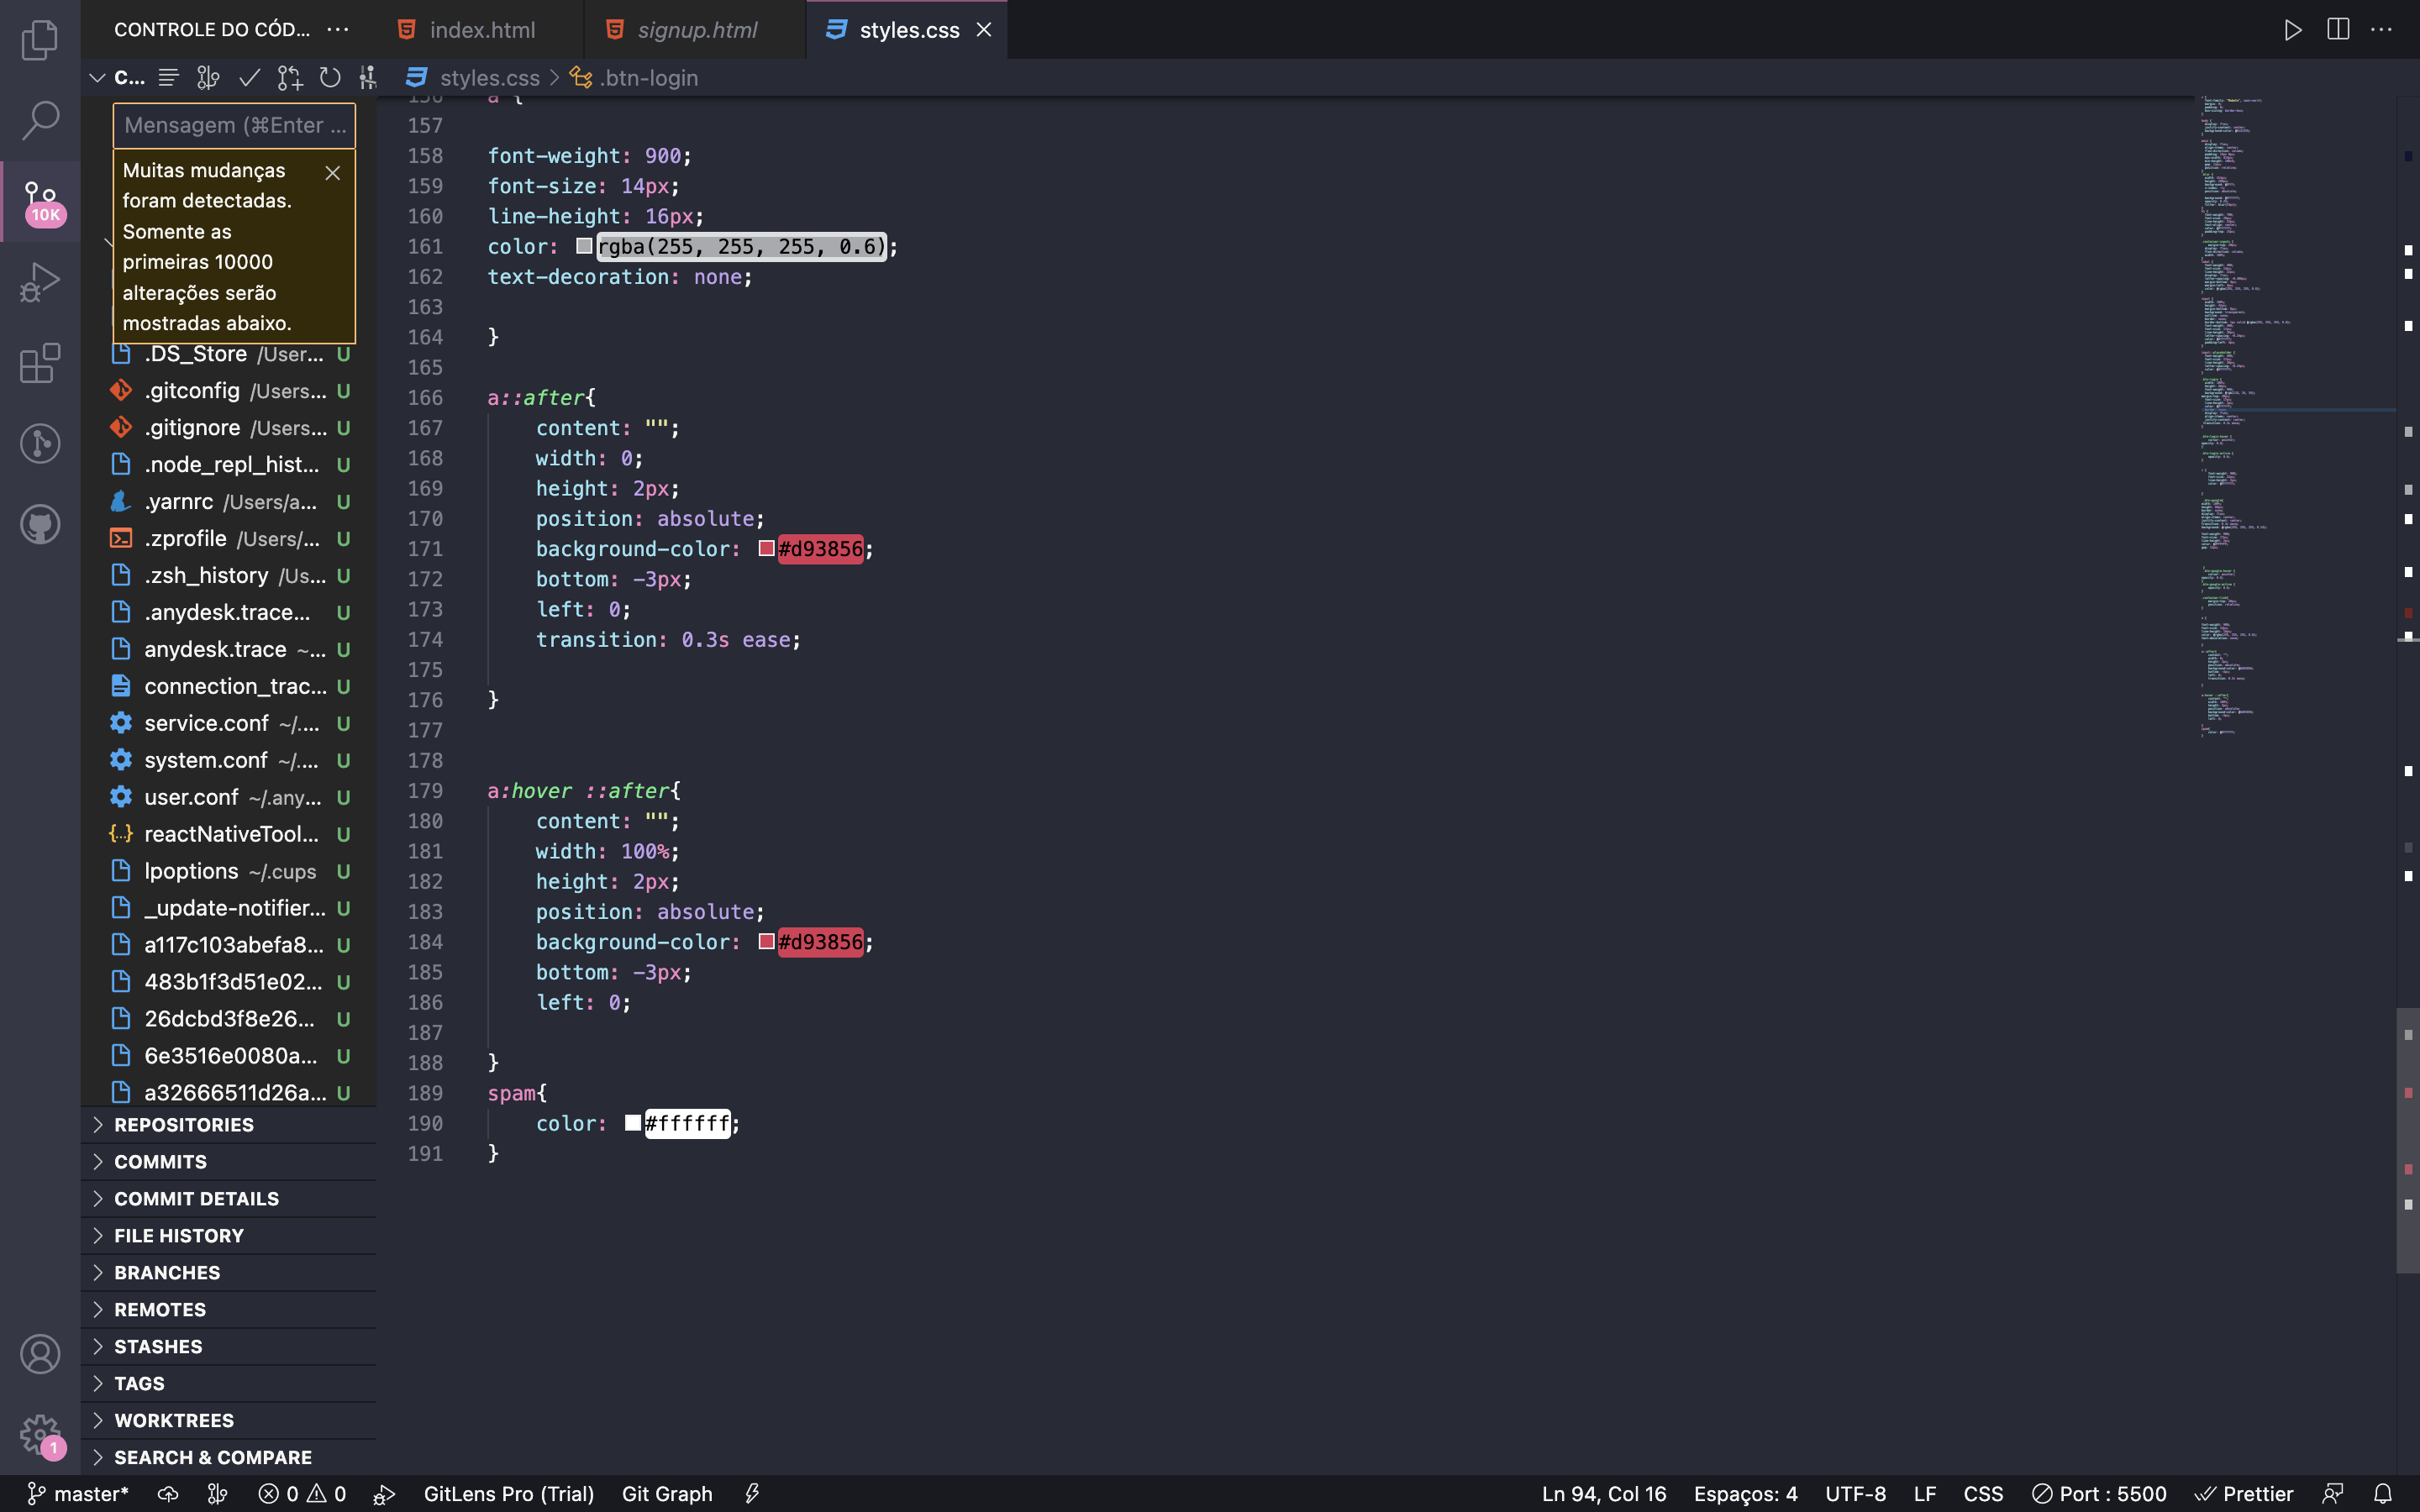 CONTROLE DO CÓD... ···
index.html
signup.html
styles.css
C...
styles.css > .btn-login
Mensagem (⌘Enter ...
Muitas mudanças
foram detectadas.
Somente as
primeiras 10000
alterações serão
mostradas abaixo.
10K
.DS_Store /User... U
.gitconfig /Users... U
.gitignore /Users... U
.node_repl_hist... U
.yarnrc /Users/a... U
.zprofile /Users/... U
.zsh_history /Us... U
.anydesk.trace... U
anydesk.trace ~... U
connection_trac... U
service.conf ~/.... U
system.conf ~/.... U
user.conf ~/.any... U
reactNativeTool... U
lpoptions ~/.cups U
_update-notifier... U
a117c103abefa8... U
483b1f3d51e02... U
26dcbd3f8e26... U
6e3516e0080a... U
a32666511d26a... U
REPOSITORIES
COMMITS
COMMIT DETAILS
FILE HISTORY
BRANCHES
REMOTES
STASHES
TAGS
WORKTREES
SEARCH & COMPARE
1
156 a {
157
158 font-weight: 900;
159 font-size: 14px;
160 line-height: 16px;
161 color: rgba(255, 255, 255, 0.6);
162 text-decoration: none;
163
164 }
165
166 a::after{
167 content: "";
168 width: 0;
169 height: 2px;
170 position: absolute;
171 background-color: #d93856;
172 bottom: -3px;
173 left: 0;
174 transition: 0.3s ease;
175
176 }
177
178
179 a:hover ::after{
180 content: "";
181 width: 100%;
182 height: 2px;
183 position: absolute;
184 background-color: #d93856;
185 bottom: -3px;
186 left: 0;
187
188 }
189 spam{
190 color: #ffffff;
191 }
master* 0 0 GitLens Pro (Trial) Git Graph Ln 94, Col 16 Espaços: 4 UTF-8 LF CSS Port : 5500 Prettier